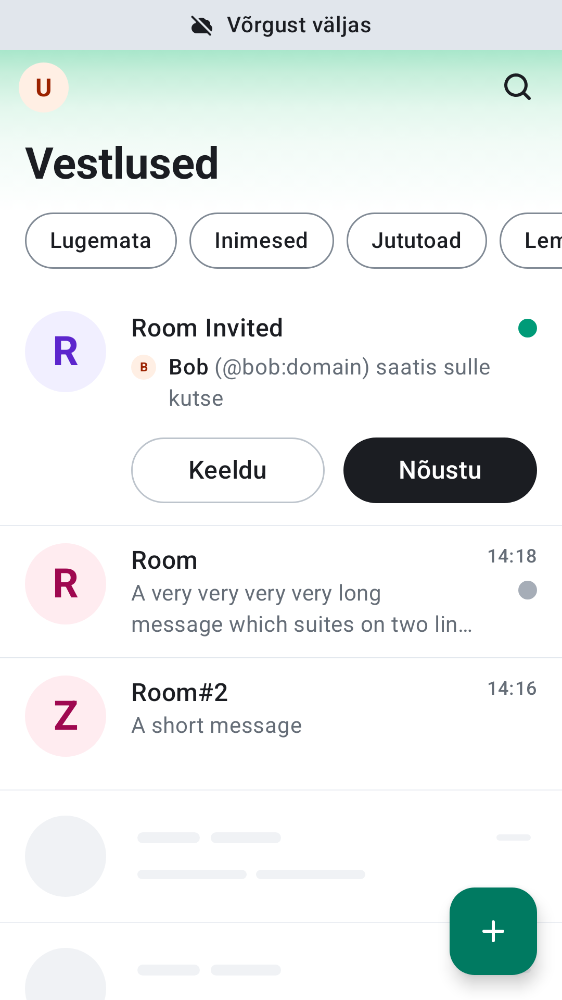 Võrgust väljas
U
Vestlused
Lugemata
Inimesed
Jututoad
Lem
R
Room Invited
B
Bob (@bob:domain) saatis sulle
kutse
Keeldu
Nõustu
R
Room
14:18
A very very very very long
message which suites on two lin…
Z
Room#2
14:16
A short message